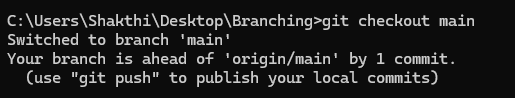 C:\Users\Shakthi\Desktop\Branching>git checkout main
Switched to branch 'main'
Your branch is ahead of 'origin/main' by 1 commit.
  (use "git push" to publish your local commits)